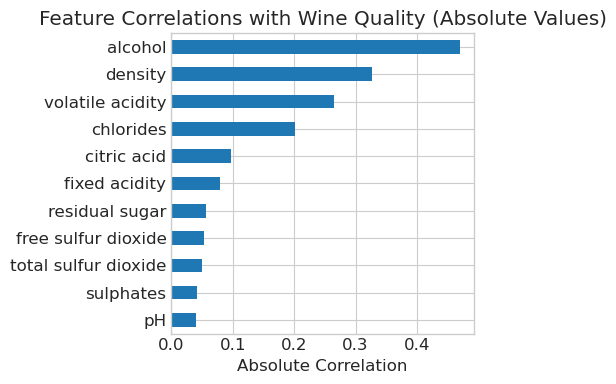 Feature Correlations with Wine Quality (Absolute Values)
alcohol
density
volatile acidity
chlorides
citric acid
fixed acidity
residual sugar
free sulfur dioxide
total sulfur dioxide
sulphates
pH
0.0 0.1 0.2 0.3 0.4
Absolute Correlation